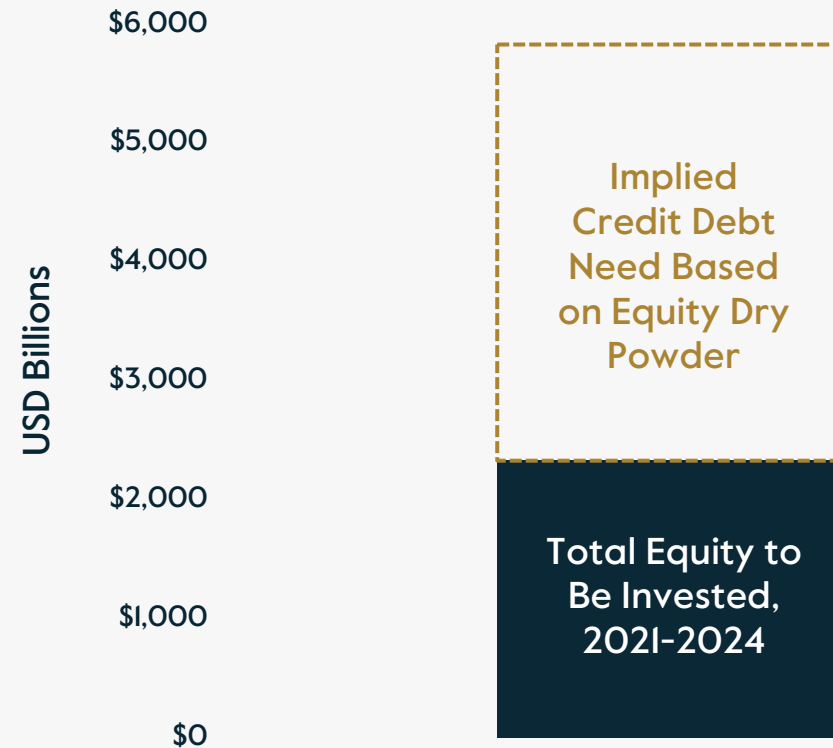 USD Billions
$6,000
$5,000
$4,000
$3,000
$2,000
$1,000
$0
Implied
Credit Debt
Need Based
on Equity Dry
Powder
Total Equity to
Be Invested,
2021-2024